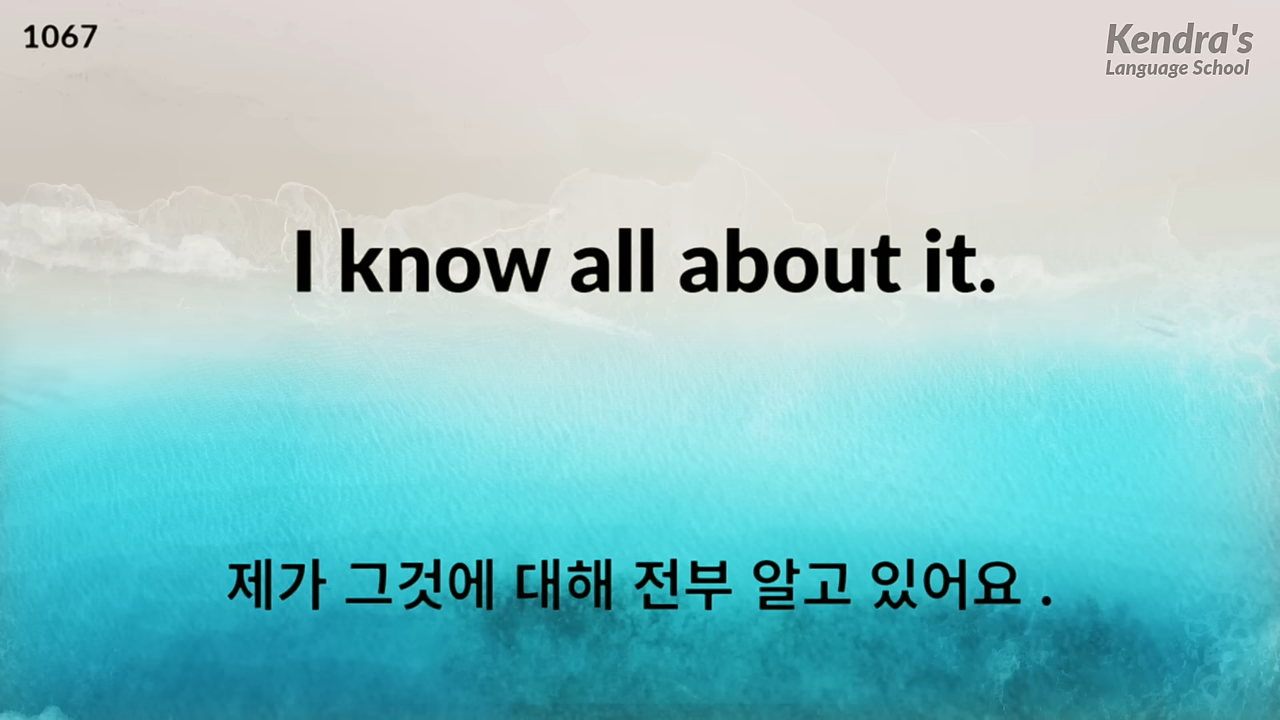 1067
Kendra's
Language School
I know all about it.
제가 그것에 대해 전부 알고 있어요 .